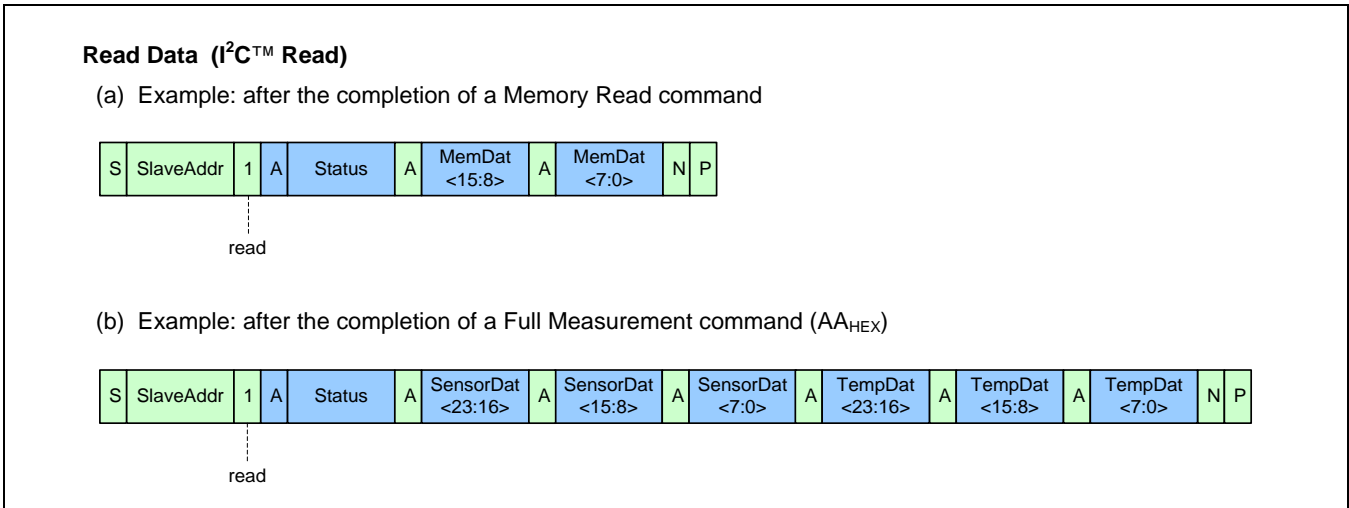 Read Data (I²C™ Read)
(a) Example: after the completion of a Memory Read command
S SlaveAddr 1 A Status A MemDat <15:8> A MemDat <7:0> N P
read
(b) Example: after the completion of a Full Measurement command (AA_HEX)
S SlaveAddr 1 A Status A SensorDat <23:16> A SensorDat <15:8> A SensorDat <7:0> A TempDat <23:16> A TempDat <15:8> A TempDat <7:0> N P
read